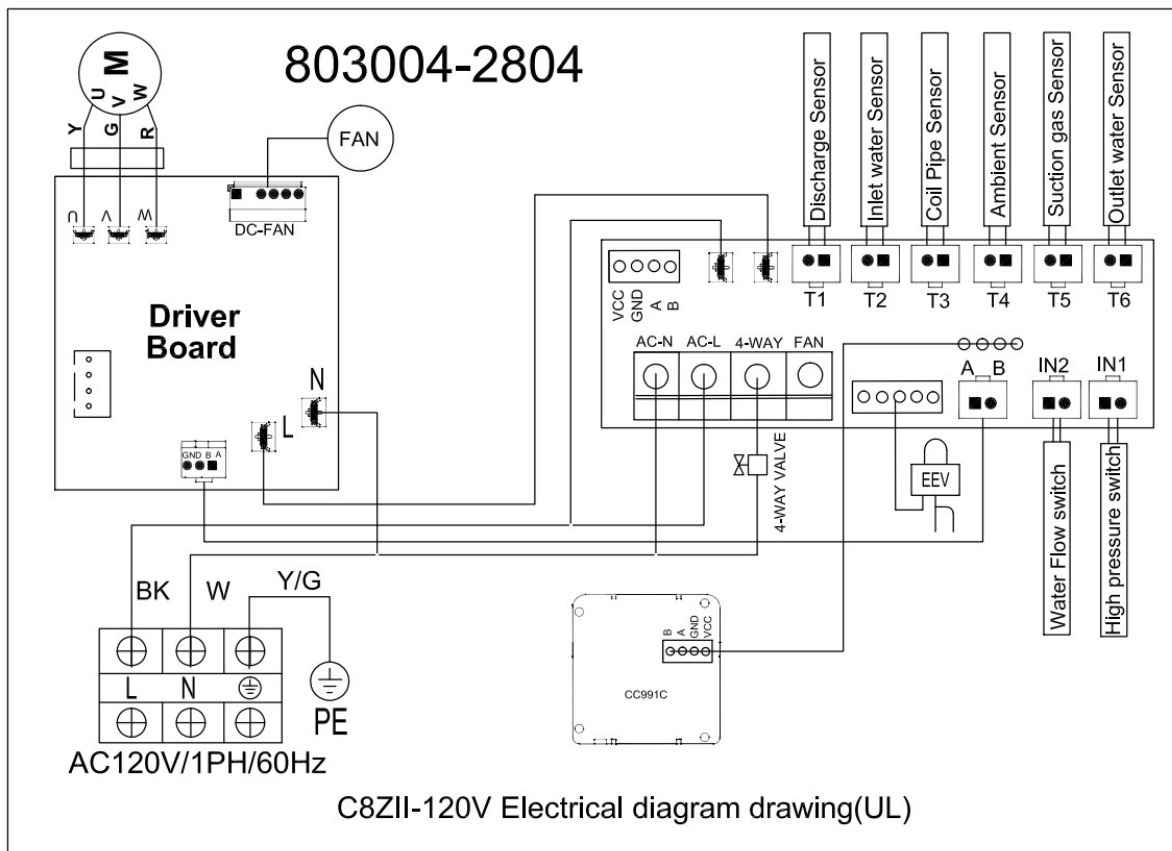 803004-2804
M
U
V
W
Y
G
R
FAN
U
V
W
DC-FAN
Driver
Board
N
L
GND B A
Discharge Sensor
Inlet water Sensor
Coil Pipe Sensor
Ambient Sensor
Suction gas Sensor
Outlet water Sensor
T1
T2
T3
T4
T5
T6
VCC
GND
A
B
AC-N
AC-L
4-WAY
FAN
A
B
IN2
IN1
4-WAY VALVE
EEV
Water Flow switch
High pressure switch
BK
W
Y/G
L
N
PE
AC120V/1PH/60Hz
B
A
GND
VCC
CC991C
C8ZII-120V Electrical diagram drawing(UL)